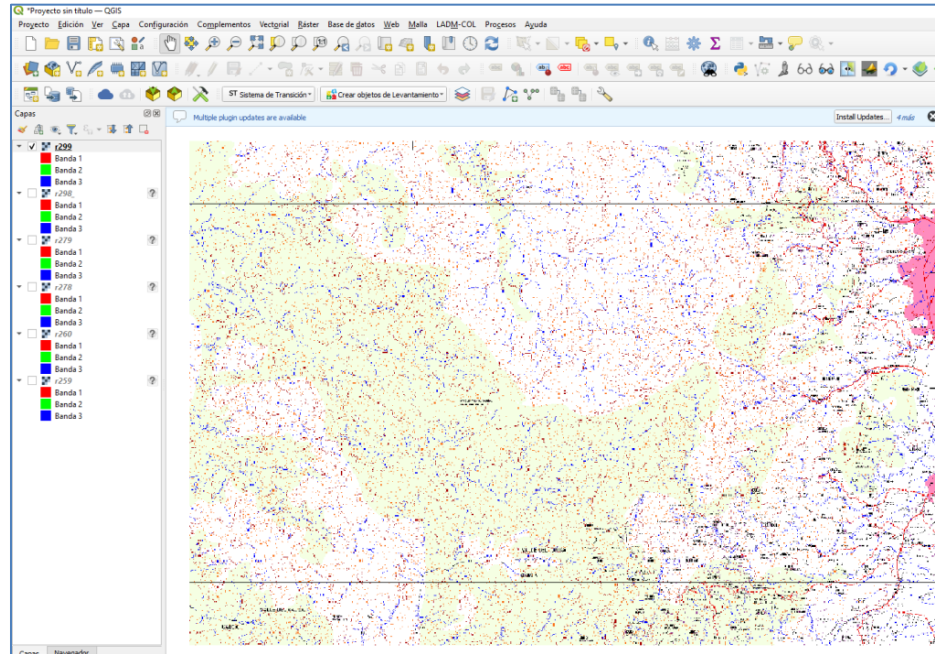 *Proyecto sin título — QGIS
Proyecto Edición Ver Capa Configuración Complementos Vectorial Ráster Base de datos Web Malla LADM-COL Procesos Ayuda
ST Sistema de Transición Crear objetos de Levantamiento
Capas
Multiple plugin updates are available Install Updates... 4 más
r299
Banda 1
Banda 2
Banda 3
r298_
Banda 1
Banda 2
Banda 3
r279
Banda 1
Banda 2
Banda 3
r278
Banda 1
Banda 2
Banda 3
r260
Banda 1
Banda 2
Banda 3
r259
Banda 1
Banda 2
Banda 3
Capas Navegador